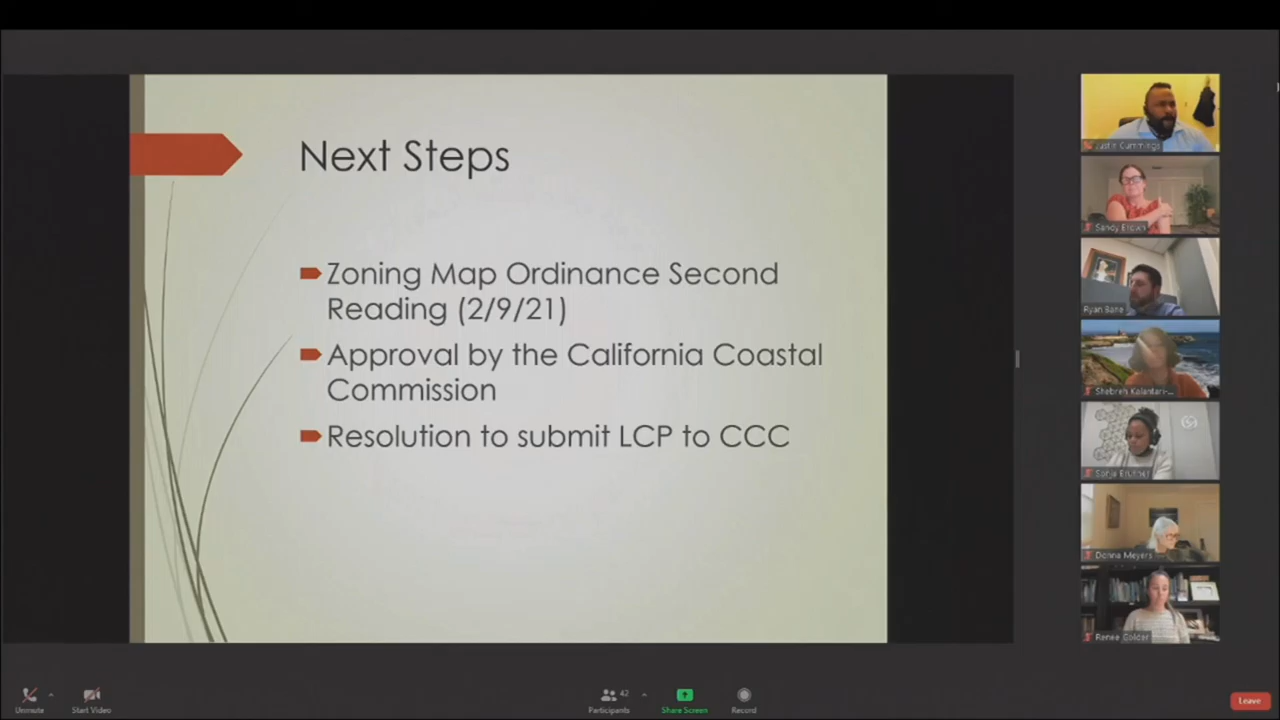 Next Steps
Zoning Map Ordinance Second
Reading (2/9/21)
Approval by the California Coastal
Commission
Resolution to submit LCP to CCC
Justin Cummings
Sandy Brown
Ryan Bane
Shebreh Kalantari-...
Sonja Brunner
Donna Meyers
Renee Golder
Unmute
Start Video
42
Participants
Share Screen
Record
Leave